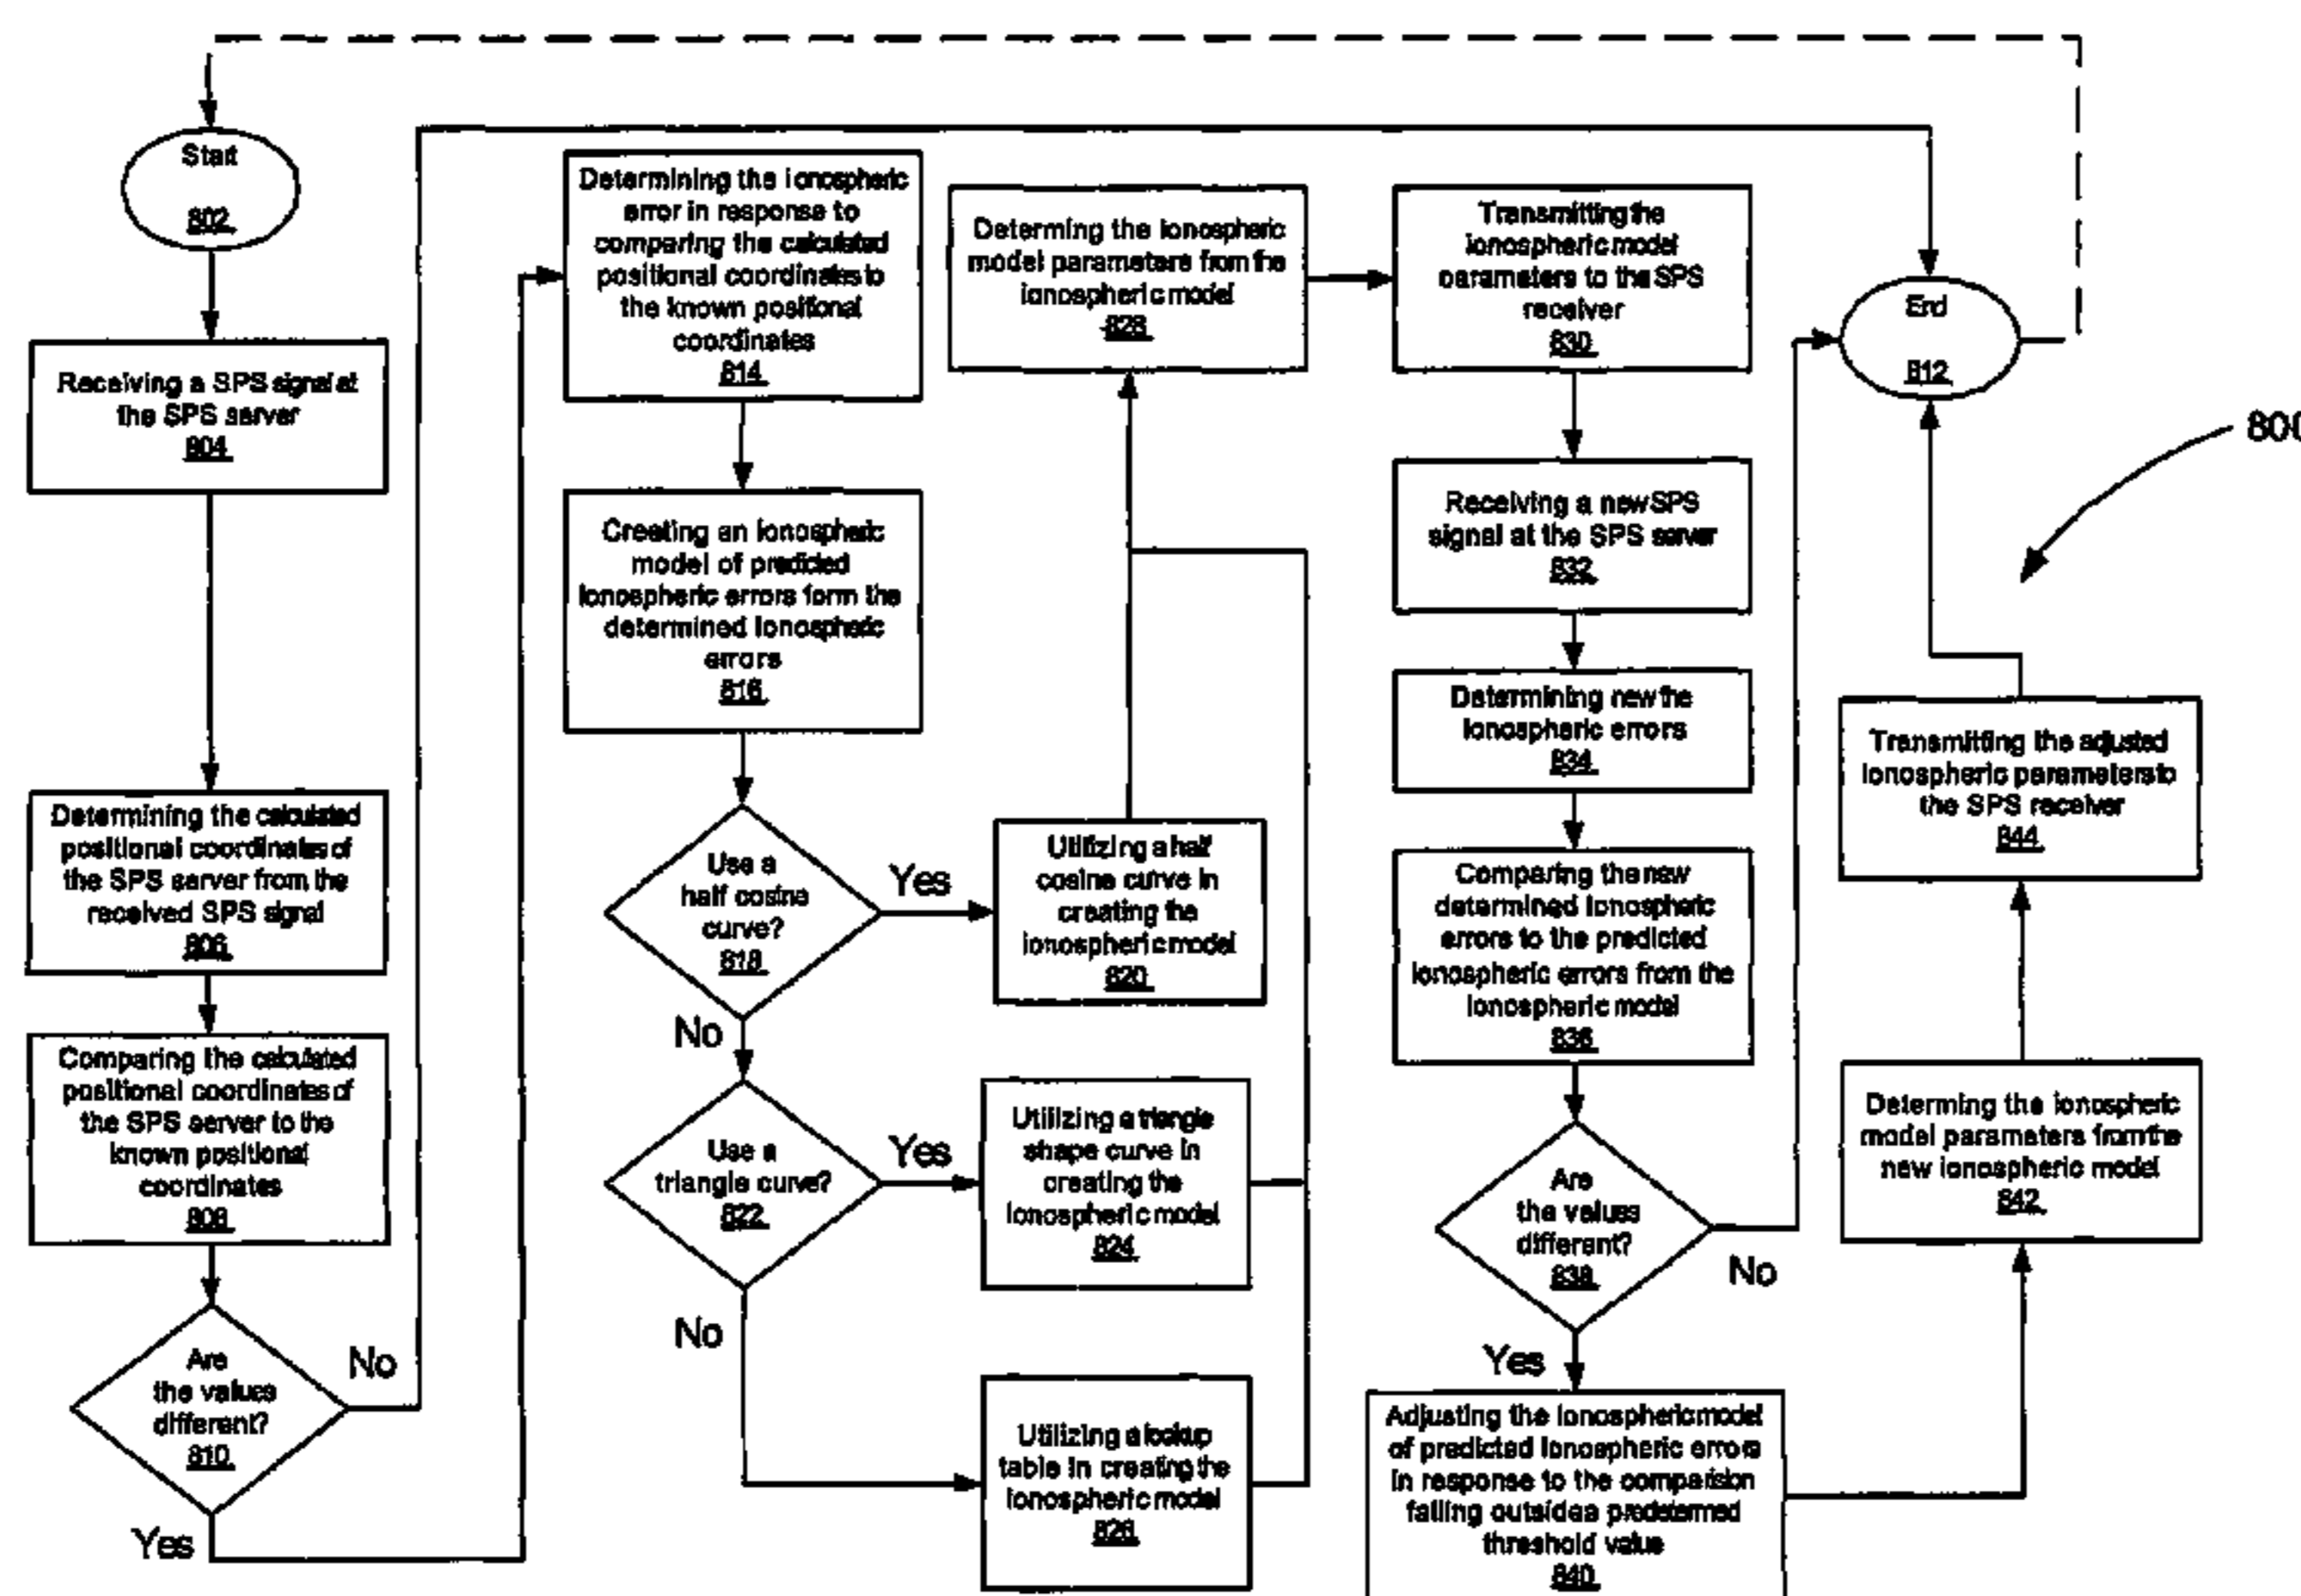 Start
802
Receiving a SPS signal at
the SPS server
804
Determining the calculated
positional coordinates of
the SPS server from the
received SPS signal
806
Comparing the calculated
positional coordinates of
the SPS server to the
known positional
coordinates
808
Are
the values
different?
810
No
Yes
Determining the ionospheric
error in response to
comparing the calculated
positional coordinates to
the known positional
coordinates
814
Creating an ionospheric
model of predicted
ionospheric errors form the
determined ionospheric
errors
816
Use a
half cosine
curve?
818
Yes
No
Utilizing a half
cosine curve in
creating the
ionospheric model
820
Use a
triangle curve?
822
Yes
No
Utilizing a triangle
shape curve in
creating the
ionospheric model
824
Utilizing a lookup
table in creating the
ionospheric model
826
Determing the ionospheric
model parameters from the
ionospheric model
828
Transmitting the
ionospheric model
parameters to the SPS
receiver
830
Receiving a new SPS
signal at the SPS server
832
Determining new the
ionospheric errors
834
Comparing the new
determined ionospheric
errors to the predicted
ionospheric errors from the
ionospheric model
836
Are
the values
different?
838
No
Yes
Adjusting the ionospheric model
of predicted ionospheric errors
in response to the comparision
falling outside a predetermed
threshold value
840
Determing the ionospheric
model parameters from the
new ionospheric model
842
Transmitting the adjusted
ionospheric parameters to
the SPS receiver
844
End
812
800